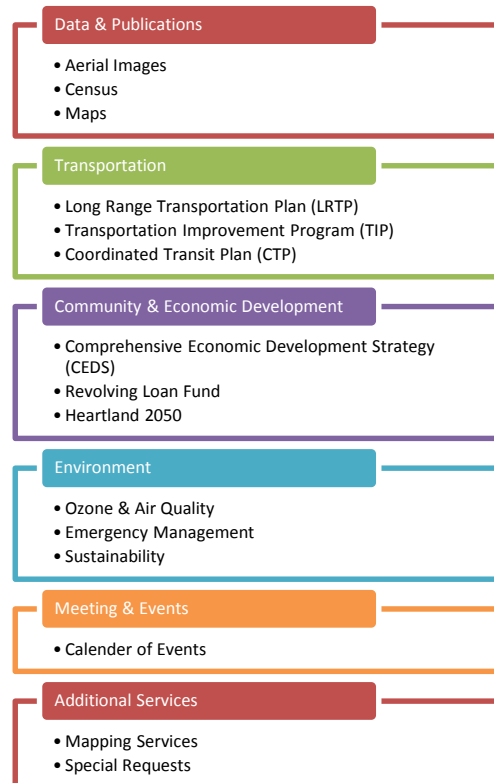 Data & Publications
• Aerial Images
• Census
• Maps
Transportation
• Long Range Transportation Plan (LRTP)
• Transportation Improvement Program (TIP)
• Coordinated Transit Plan (CTP)
Community & Economic Development
• Comprehensive Economic Development Strategy
(CEDS)
• Revolving Loan Fund
• Heartland 2050
Environment
• Ozone & Air Quality
• Emergency Management
• Sustainability
Meeting & Events
• Calender of Events
Additional Services
• Mapping Services
• Special Requests